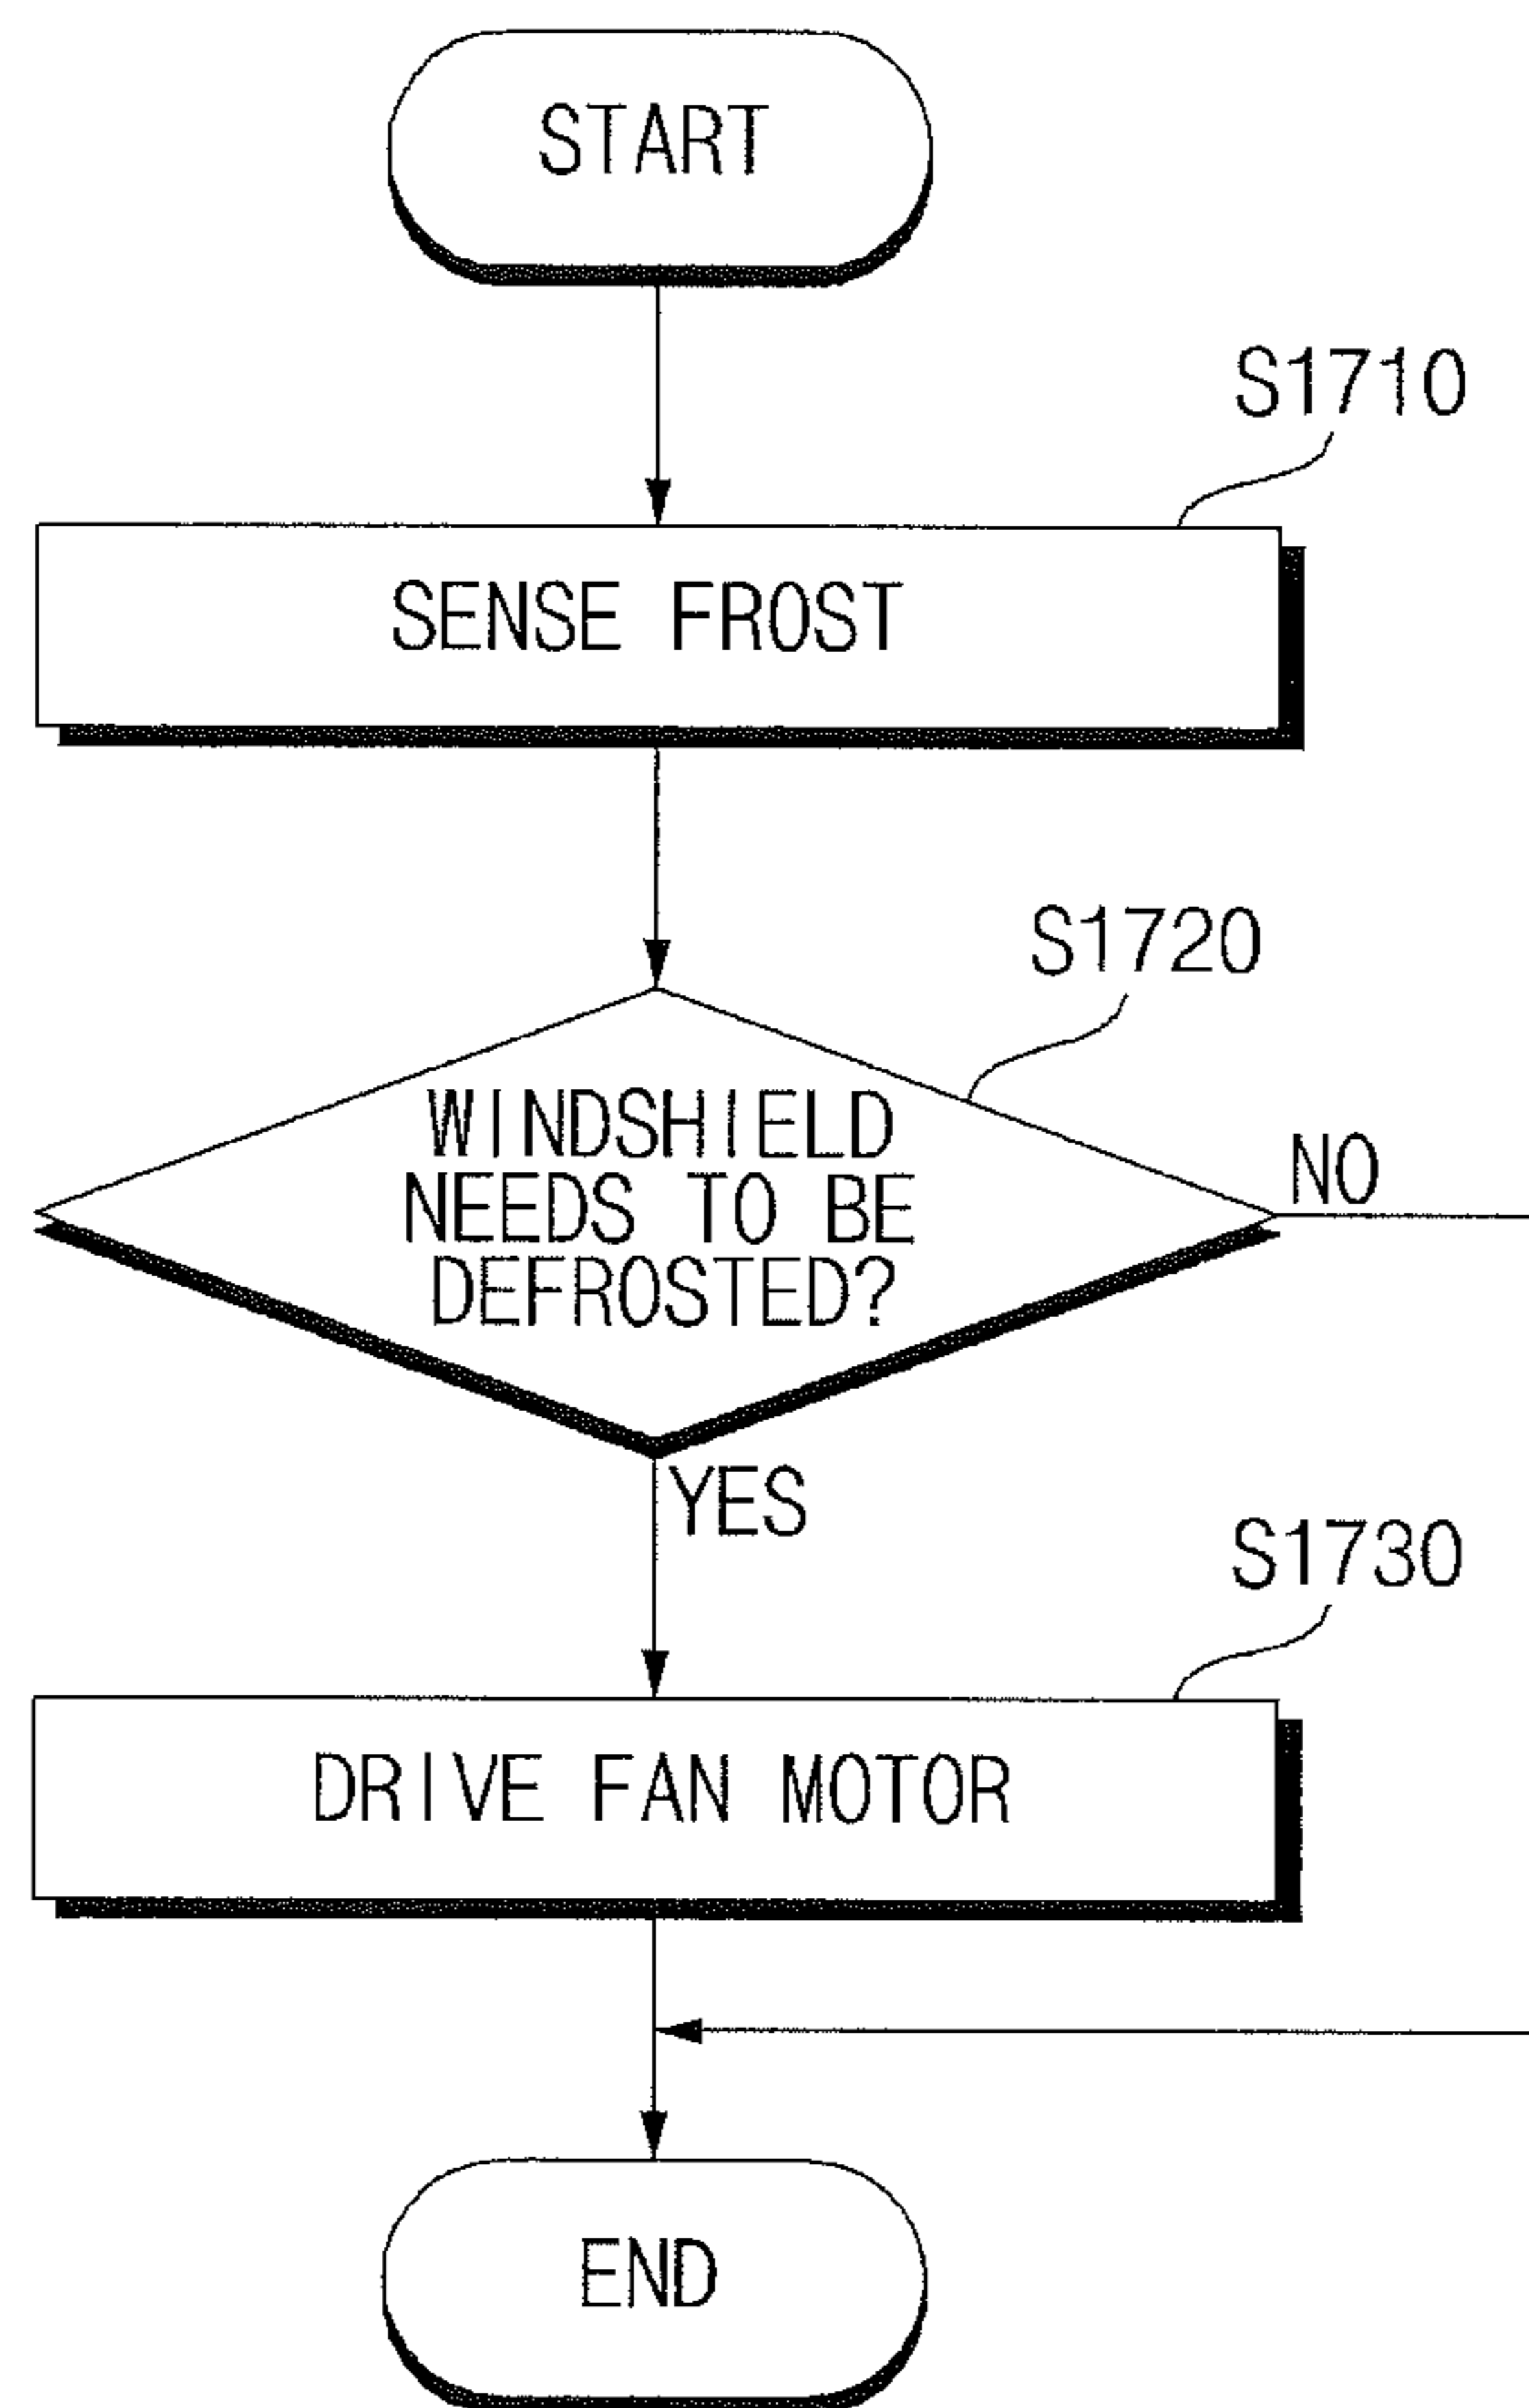 START
S1710
SENSE FROST
S1720
WINDSHIELD
NEEDS TO BE
DEFROSTED?
NO
YES
S1730
DRIVE FAN MOTOR
END